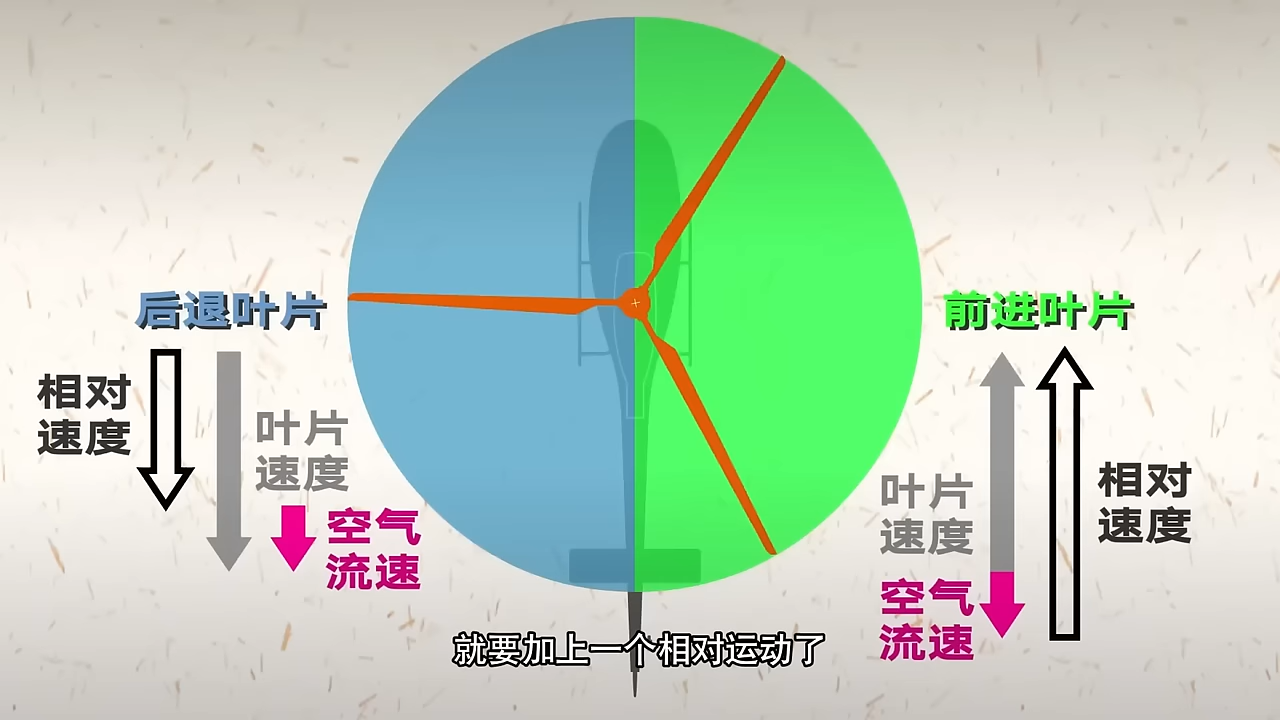 后退叶片
相对
速度
叶片
速度
空气
流速
前进叶片
叶片
速度
空气
流速
相对
速度
就要加上一个相对运动了